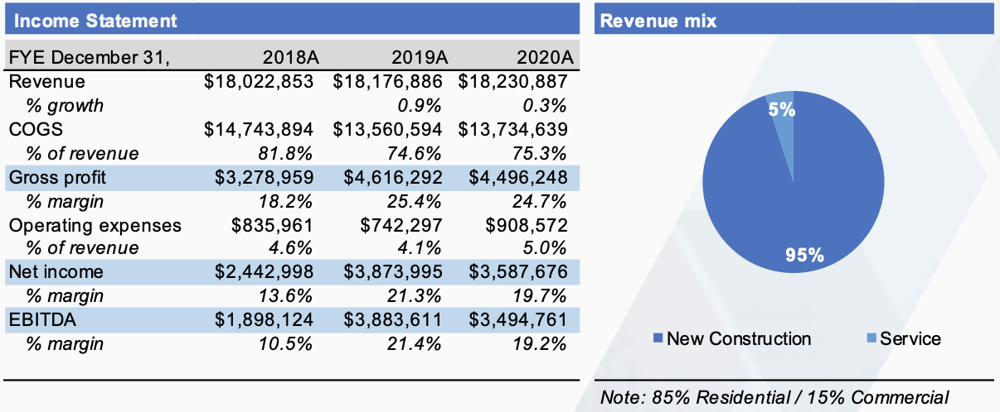 Income Statement
FYE December 31, 2018A 2019A 2020A
Revenue $18,022,853 $18,176,886 $18,230,887
% growth 0.9% 0.3%
COGS $14,743,894 $13,560,594 $13,734,639
% of revenue 81.8% 74.6% 75.3%
Gross profit $3,278,959 $4,616,292 $4,496,248
% margin 18.2% 25.4% 24.7%
Operating expenses $835,961 $742,297 $908,572
% of revenue 4.6% 4.1% 5.0%
Net income $2,442,998 $3,873,995 $3,587,676
% margin 13.6% 21.3% 19.7%
EBITDA $1,898,124 $3,883,611 $3,494,761
% margin 10.5% 21.4% 19.2%
Revenue mix
5%
95%
New Construction Service
Note: 85% Residential / 15% Commercial